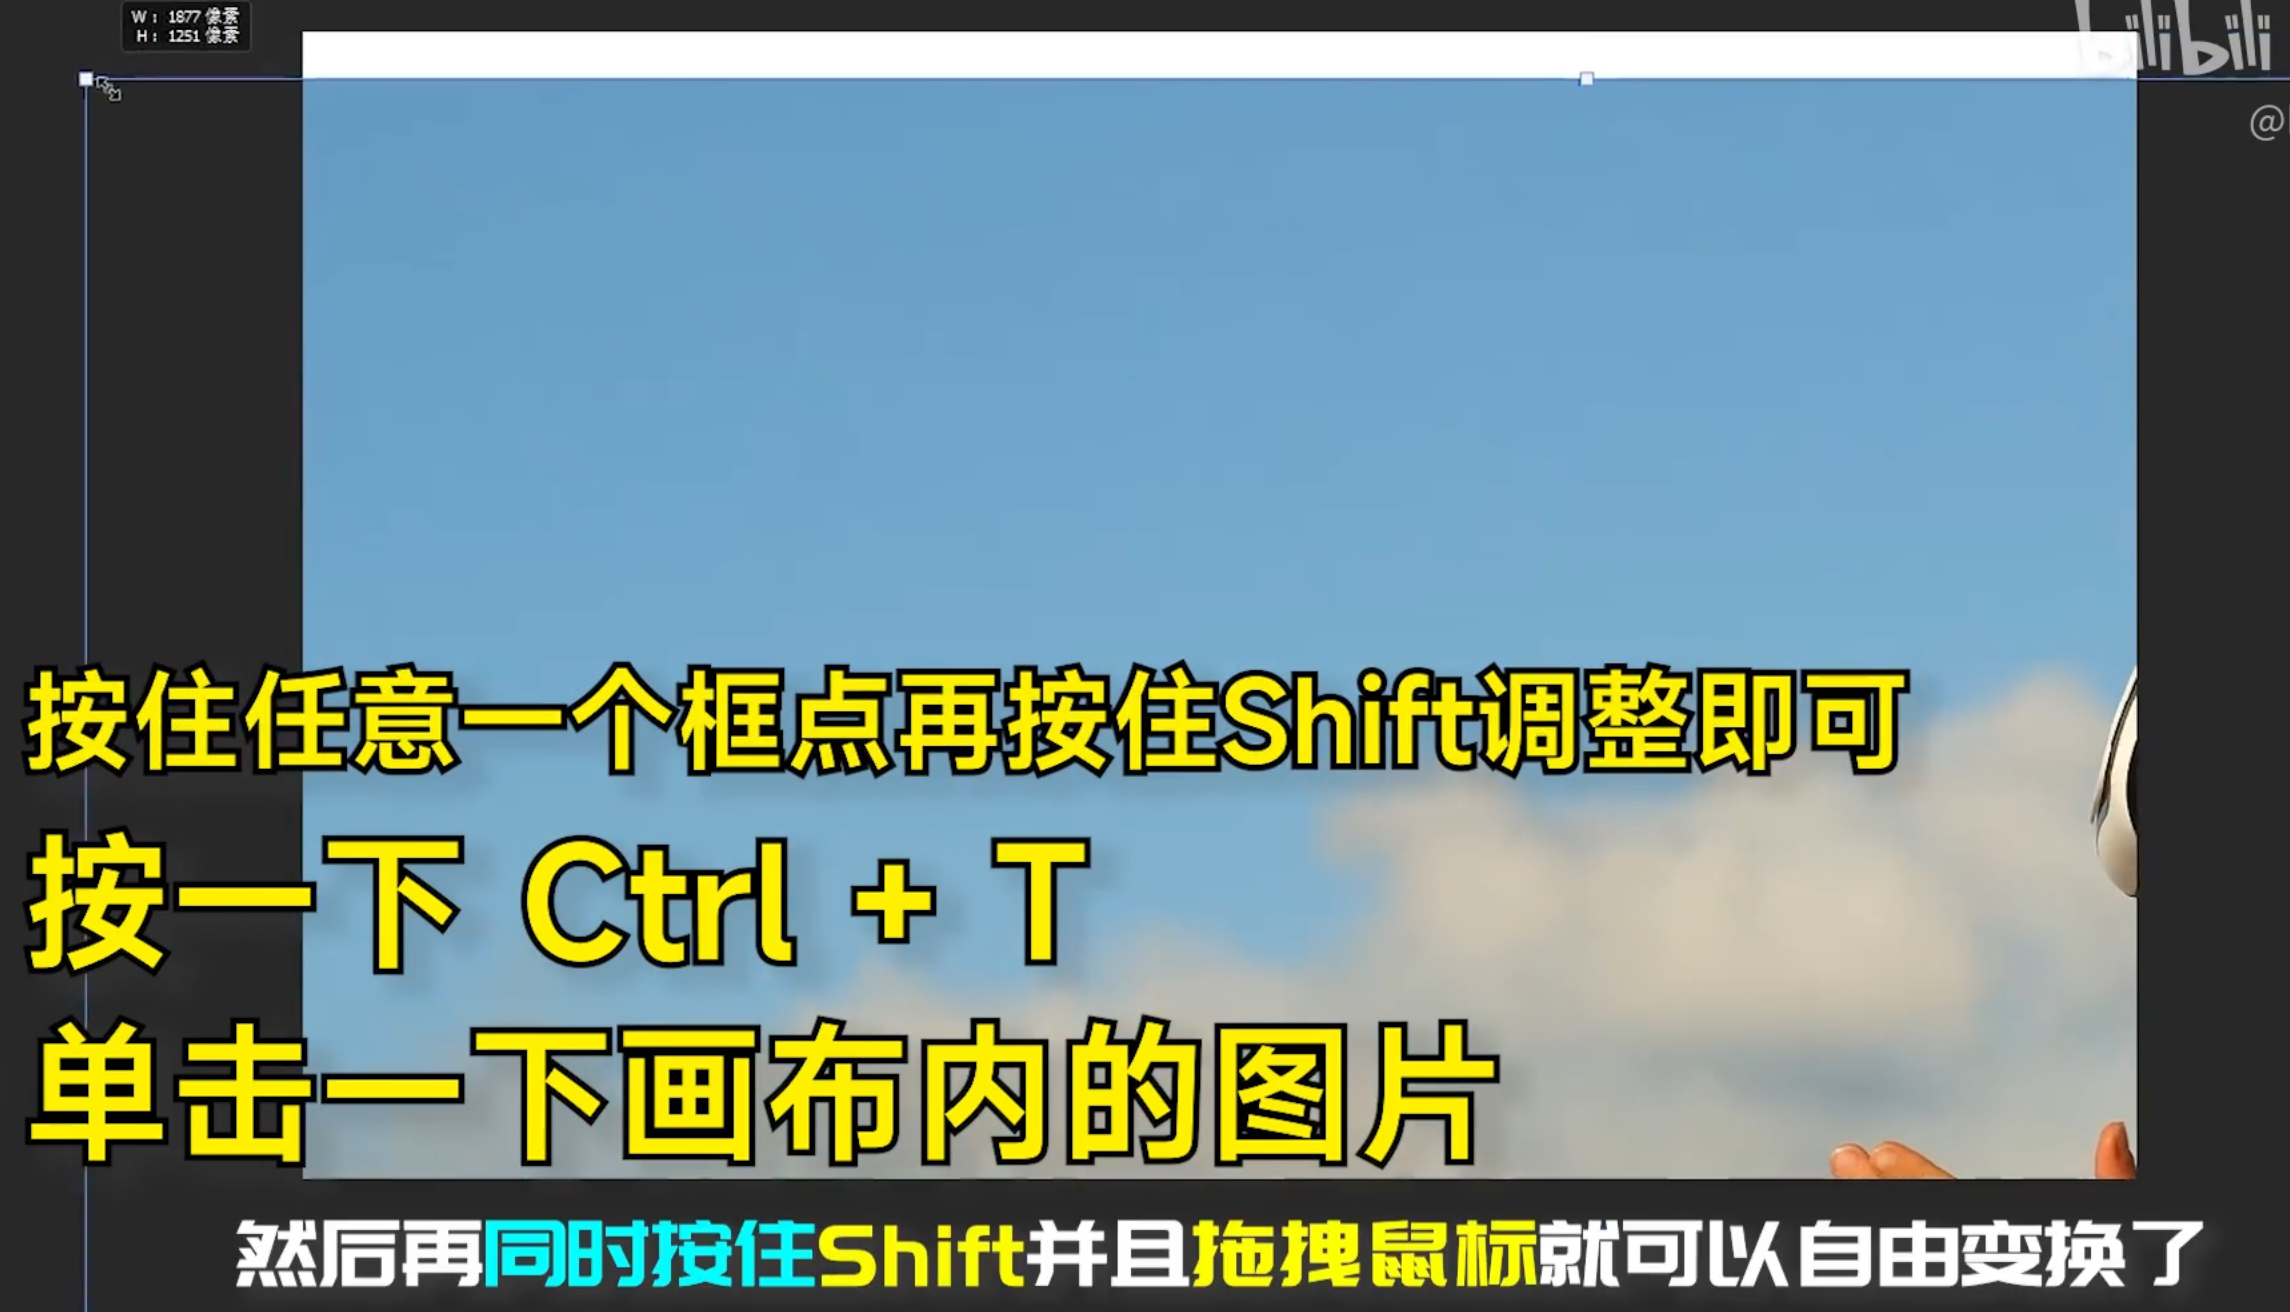 W： 1877 像素
H： 1251 像素
bilibili
@
按住任意一个框点再按住Shift调整即可
按一下 Ctrl + T
单击一下画布内的图片
然后再同时按住Shift并且拖拽鼠标就可以自由变换了